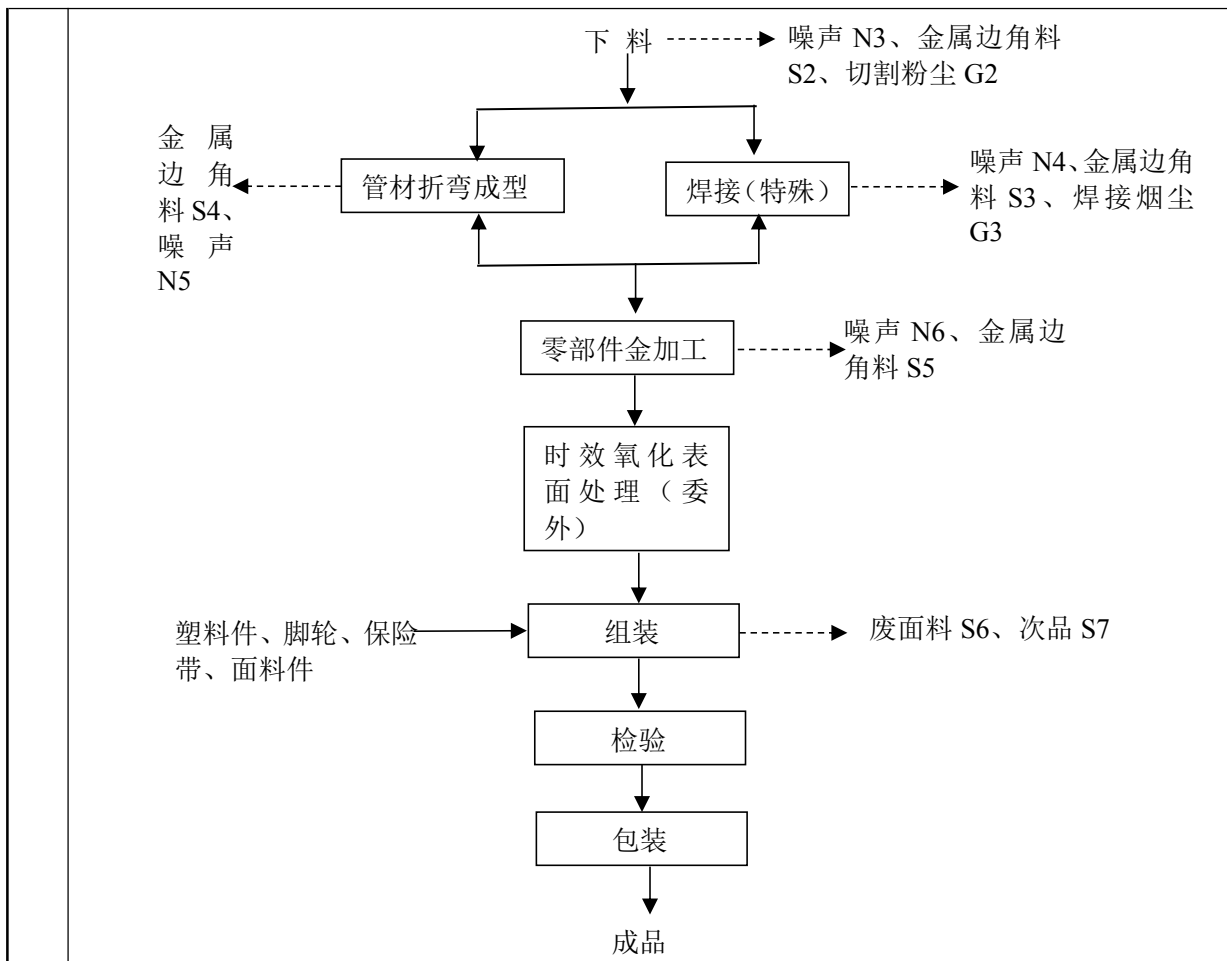 下 料
噪声 N3、金属边角料
S2、切割粉尘 G2
金属
边角
料 S4、
噪声
N5
管材折弯成型
焊接（特殊）
噪声 N4、金属边角
料 S3、焊接烟尘
G3
零部件金加工
噪声 N6、金属边
角料 S5
时效氧化表
面处理（委
外）
塑料件、脚轮、保险
带、面料件
组装
废面料 S6、次品 S7
检验
包装
成品